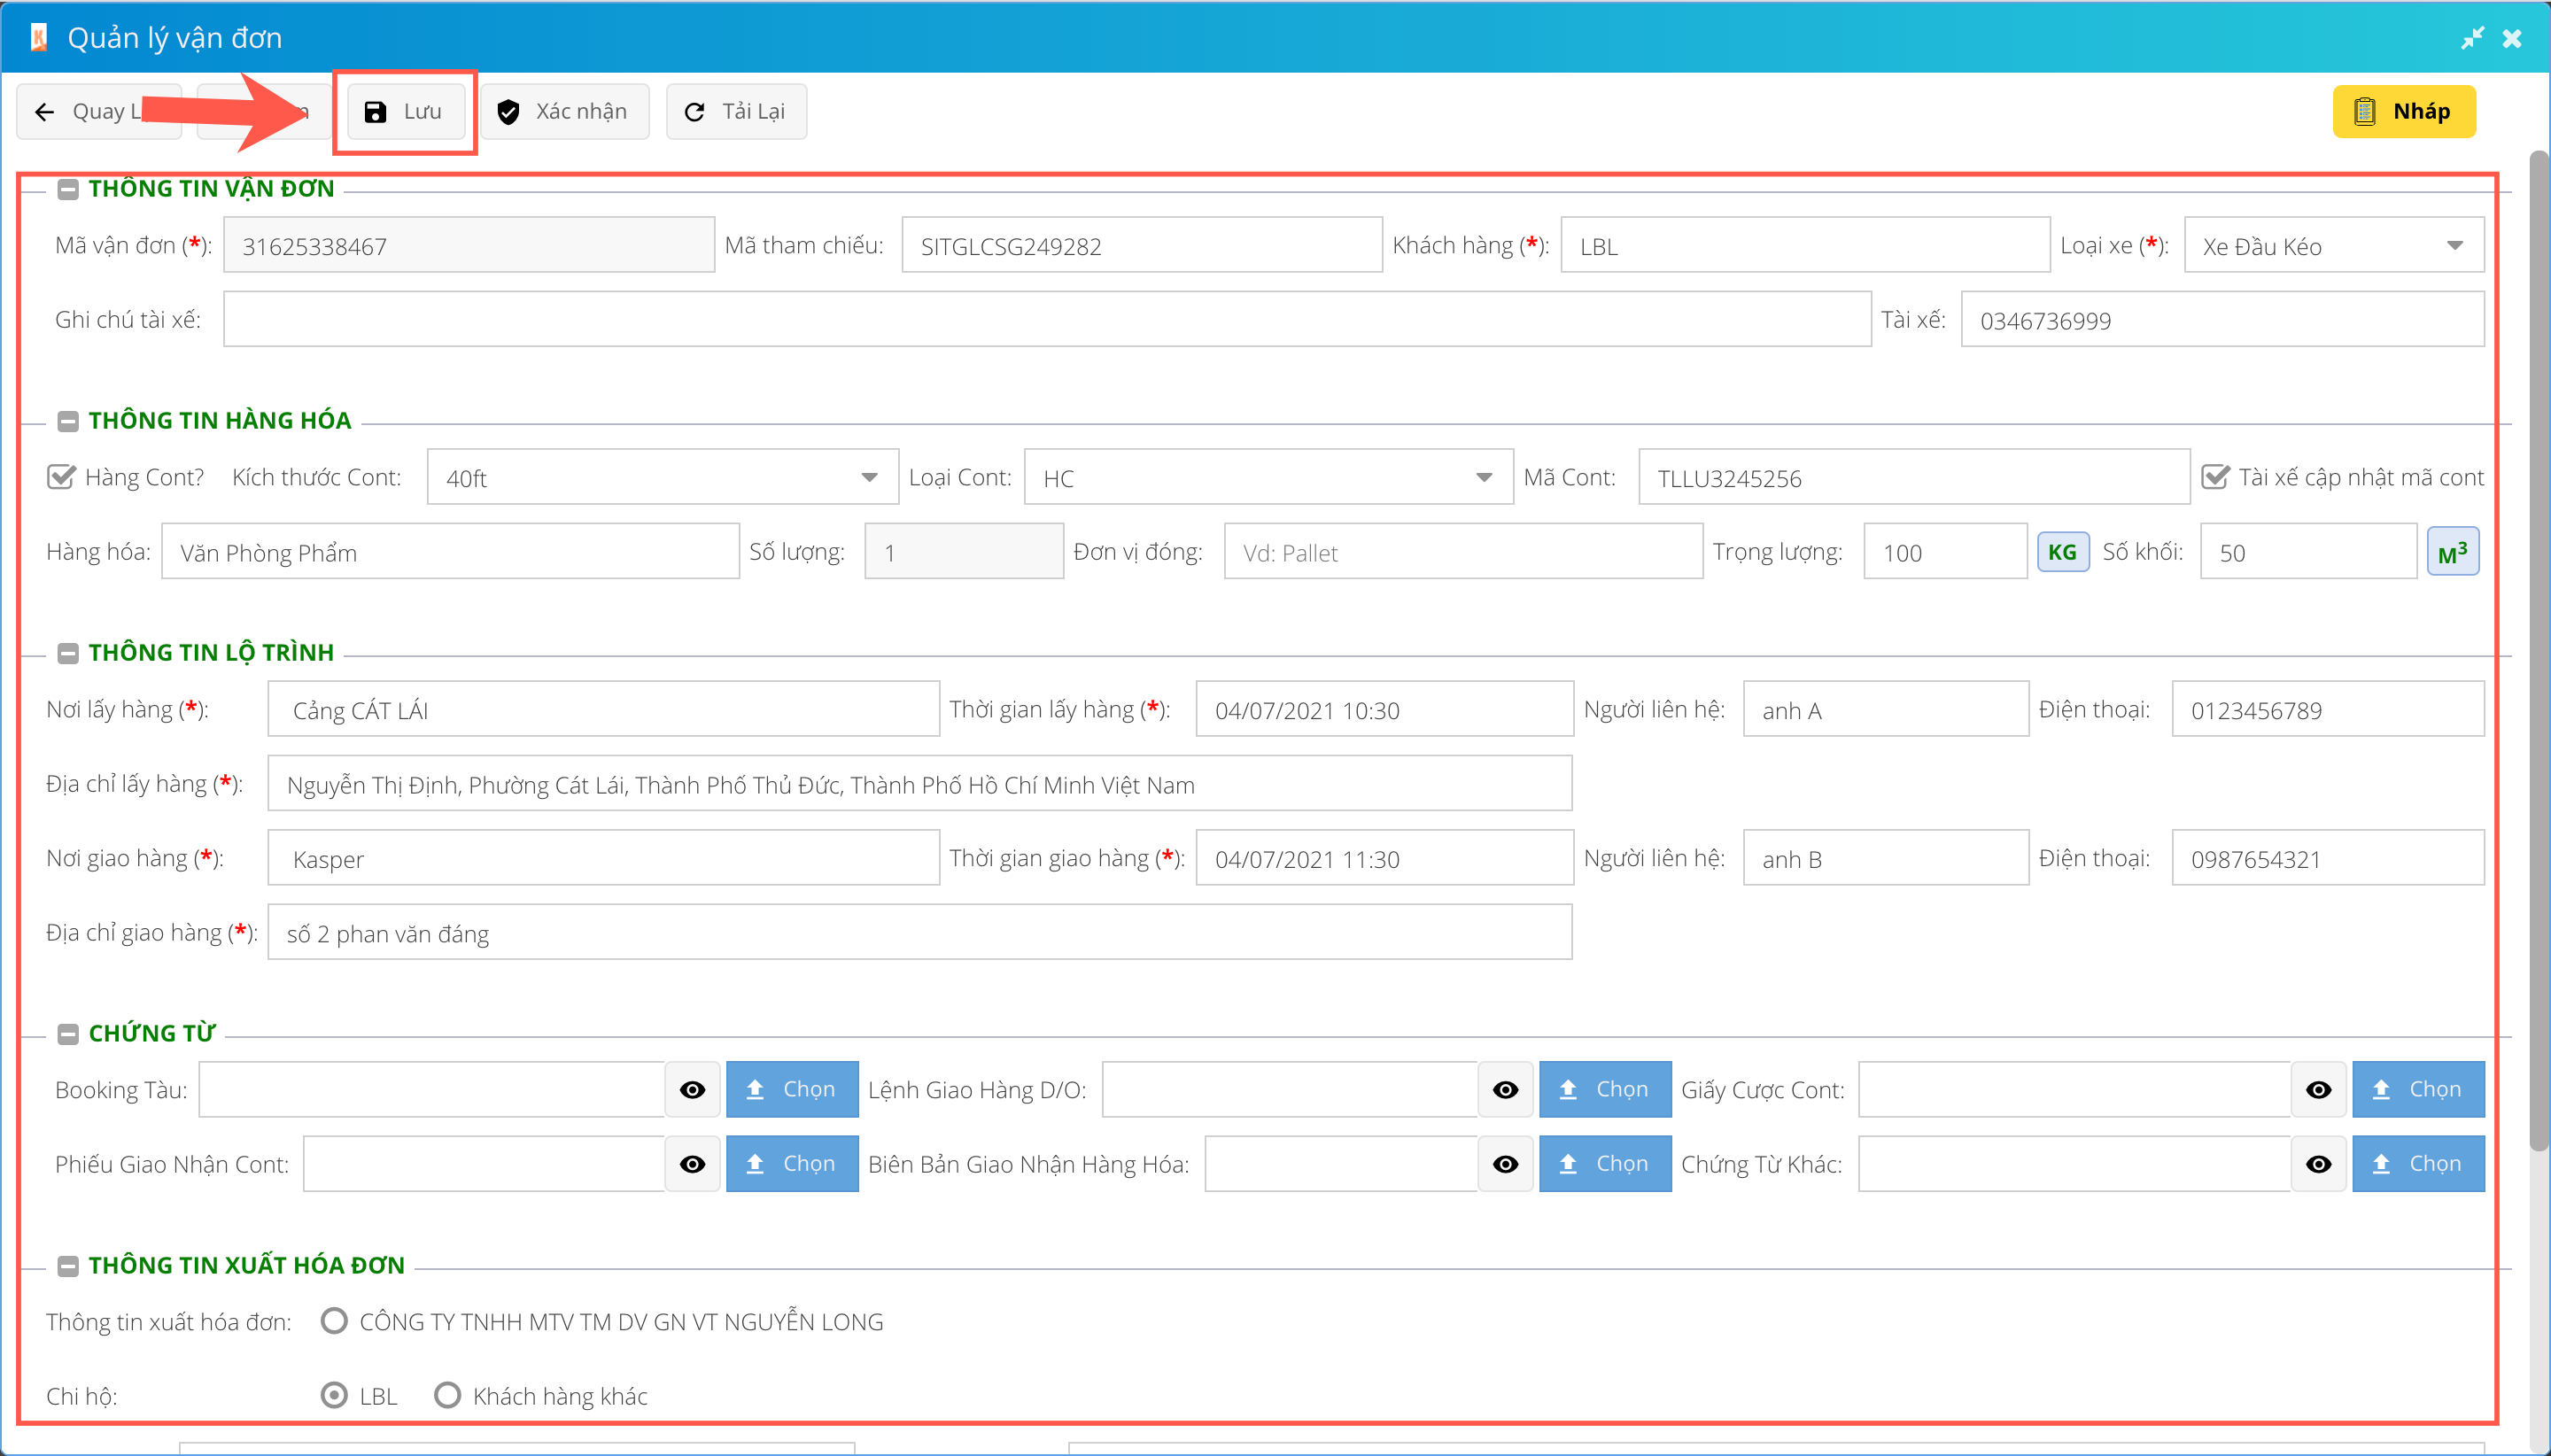 Quản lý vận đơn
Quay Lưu Xác nhận Tải Lại Nháp
THÔNG TIN VẬN ĐƠN
Mã vận đơn (*): 31625338467 Mã tham chiếu: SITGLCSG249282 Khách hàng (*): LBL Loại xe (*): Xe Đầu Kéo
Ghi chú tài xế: Tài xế: 0346736999
THÔNG TIN HÀNG HÓA
Hàng Cont? Kích thước Cont: 40ft Loại Cont: HC Mã Cont: TLLU3245256 Tài xế cập nhật mã cont
Hàng hóa: Văn Phòng Phẩm Số lượng: 1 Đơn vị đóng: Vd: Pallet Trọng lượng: 100 KG Số khối: 50 M³
THÔNG TIN LỘ TRÌNH
Nơi lấy hàng (*): Cảng CÁT LÁI Thời gian lấy hàng (*): 04/07/2021 10:30 Người liên hệ: anh A Điện thoại: 0123456789
Địa chỉ lấy hàng (*): Nguyễn Thị Định, Phường Cát Lái, Thành Phố Thủ Đức, Thành Phố Hồ Chí Minh Việt Nam
Nơi giao hàng (*): Kasper Thời gian giao hàng (*): 04/07/2021 11:30 Người liên hệ: anh B Điện thoại: 0987654321
Địa chỉ giao hàng (*): số 2 phan văn đáng
CHỨNG TỪ
Booking Tàu: Chọn Lệnh Giao Hàng D/O: Chọn Giấy Cược Cont: Chọn
Phiếu Giao Nhận Cont: Chọn Biên Bản Giao Nhận Hàng Hóa: Chọn Chứng Từ Khác: Chọn
THÔNG TIN XUẤT HÓA ĐƠN
Thông tin xuất hóa đơn: CÔNG TY TNHH MTV TM DV GN VT NGUYỄN LONG
Chi hộ: LBL Khách hàng khác